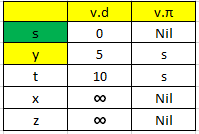 v.d v.π
s 0 Nil
y 5 s
t 10 s
x ∞ Nil
z ∞ Nil